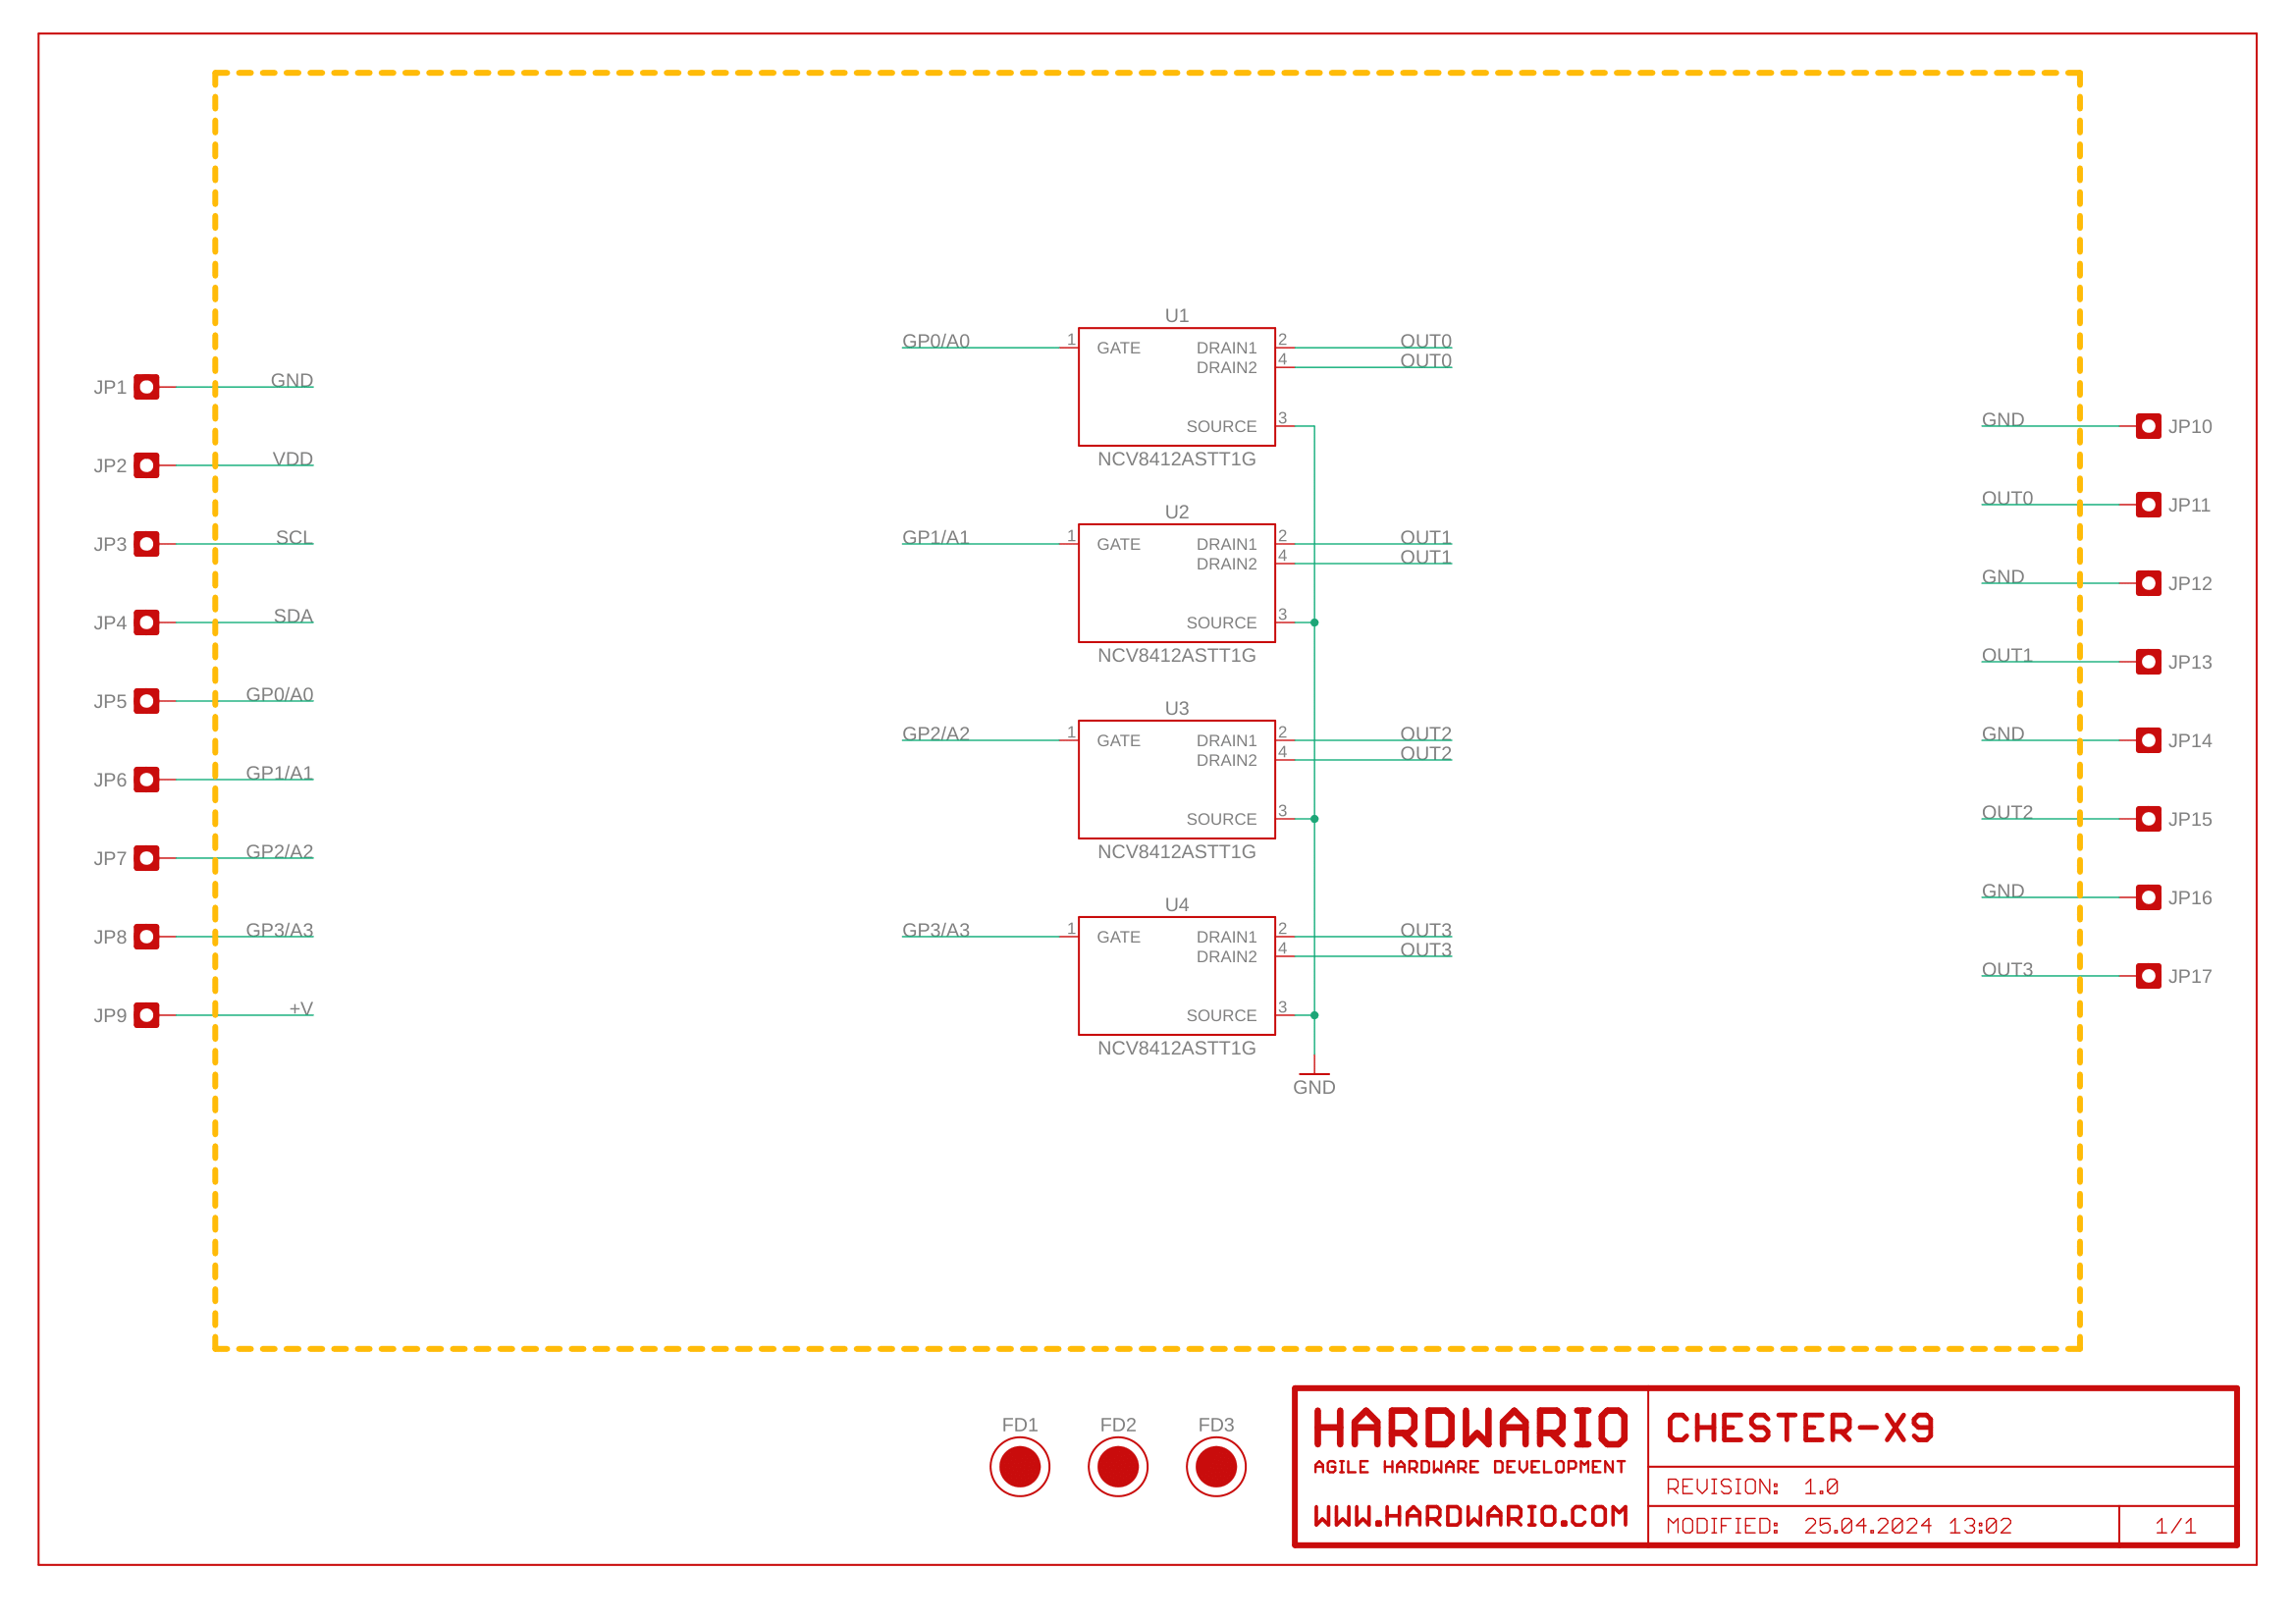 JP1 GND
JP2 VDD
JP3 SCL
JP4 SDA
JP5 GP0/A0
JP6 GP1/A1
JP7 GP2/A2
JP8 GP3/A3
JP9 +V
U1
GP0/A0 1 GATE DRAIN1 2 OUT0
DRAIN2 4 OUT0
SOURCE 3
NCV8412ASTT1G
U2
GP1/A1 1 GATE DRAIN1 2 OUT1
DRAIN2 4 OUT1
SOURCE 3
NCV8412ASTT1G
U3
GP2/A2 1 GATE DRAIN1 2 OUT2
DRAIN2 4 OUT2
SOURCE 3
NCV8412ASTT1G
U4
GP3/A3 1 GATE DRAIN1 2 OUT3
DRAIN2 4 OUT3
SOURCE 3
NCV8412ASTT1G
GND
GND JP10
OUT0 JP11
GND JP12
OUT1 JP13
GND JP14
OUT2 JP15
GND JP16
OUT3 JP17
FD1 FD2 FD3
HARDWARIO
AGILE HARDWARE DEVELOPMENT
WWW.HARDWARIO.COM
CHESTER-X9
REVISION: 1.0
MODIFIED: 25.04.2024 13:02 1/1